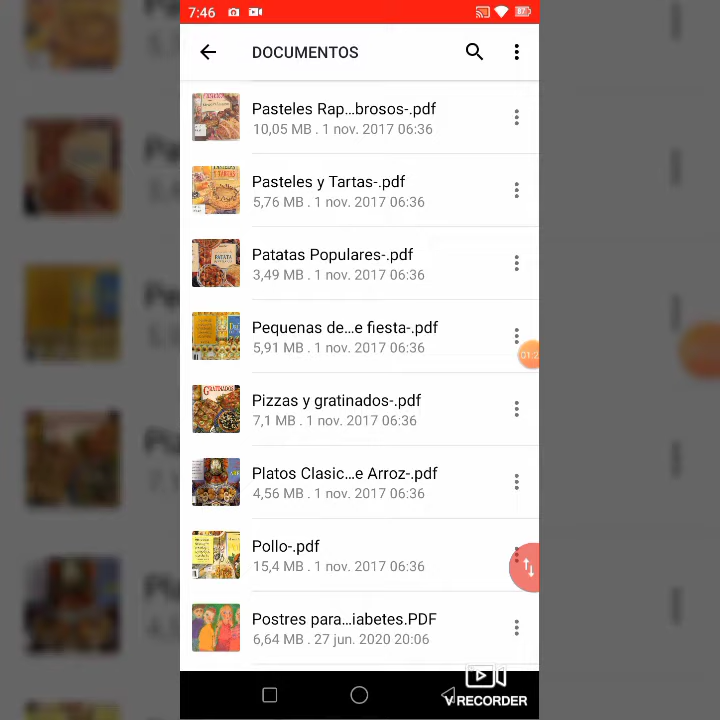 7:46
87
DOCUMENTOS
Pasteles Rap...brosos-.pdf
10,05 MB . 1 nov. 2017 06:36
Pasteles y Tartas-.pdf
5,76 MB . 1 nov. 2017 06:36
Patatas Populares-.pdf
3,49 MB . 1 nov. 2017 06:36
Pequenas de...e fiesta-.pdf
5,91 MB . 1 nov. 2017 06:36
Pizzas y gratinados-.pdf
7,1 MB . 1 nov. 2017 06:36
Platos Clasic...e Arroz-.pdf
4,56 MB . 1 nov. 2017 06:36
Pollo-.pdf
15,4 MB . 1 nov. 2017 06:36
Postres para...iabetes.PDF
6,64 MB . 27 jun. 2020 20:06
VRECORDER